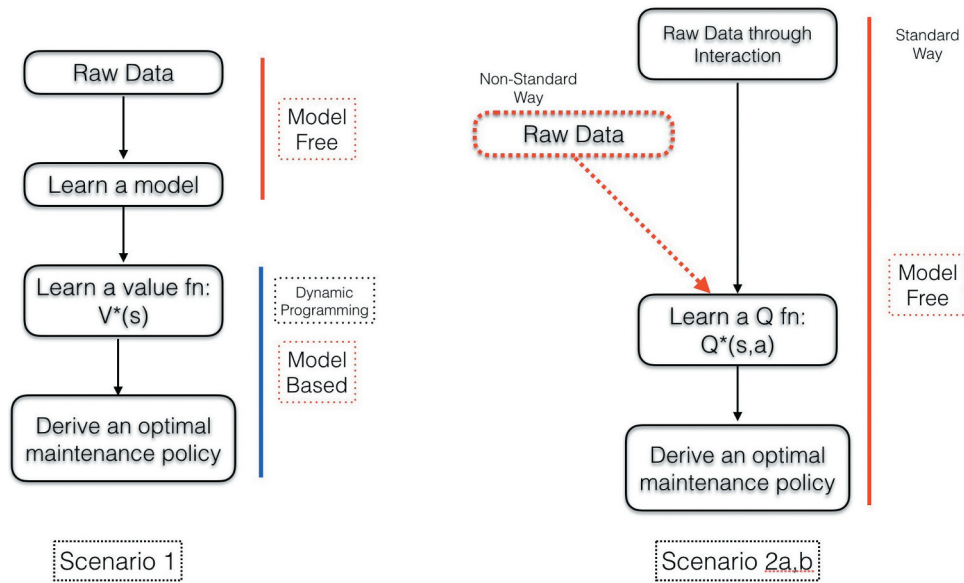 Raw Data
Model
Free
Learn a model
Learn a value fn:
V*(s)
Dynamic
Programming
Model
Based
Derive an optimal
maintenance policy
Scenario 1
Raw Data through
Interaction
Standard
Way
Non-Standard
Way
Raw Data
Model
Free
Learn a Q fn:
Q*(s,a)
Derive an optimal
maintenance policy
Scenario 2a,b